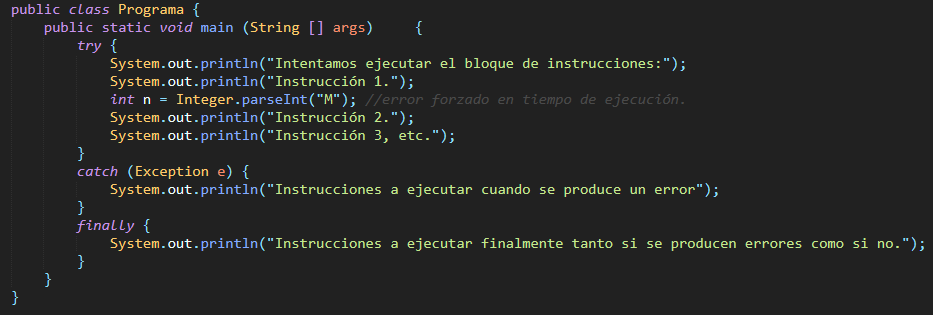 public class Programa {
    public static void main (String [] args)     {
        try {
            System.out.println("Intentamos ejecutar el bloque de instrucciones:");
            System.out.println("Instrucción 1.");
            int n = Integer.parseInt("M"); //error forzado en tiempo de ejecución.
            System.out.println("Instrucción 2.");
            System.out.println("Instrucción 3, etc.");
        }
        catch (Exception e) {
            System.out.println("Instrucciones a ejecutar cuando se produce un error");
        }
        finally {
            System.out.println("Instrucciones a ejecutar finalmente tanto si se producen errores como si no.");
        }
    }
}